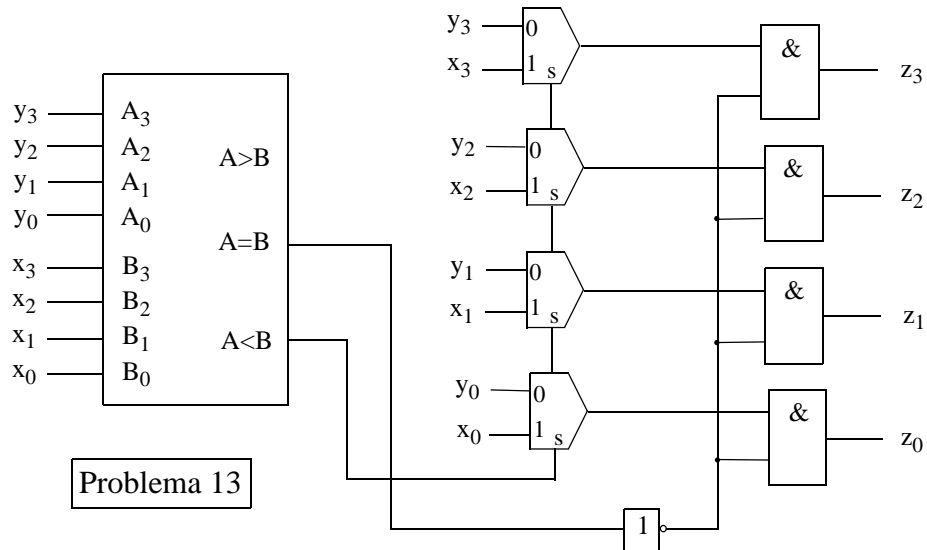 y3
y2
y1
y0
x3
x2
x1
x0
A3
A2
A1
A0
B3
B2
B1
B0
A>B
A=B
A<B
Problema 13
y3 0
x3 1 s
y2 0
x2 1 s
y1 0
x1 1 s
y0 0
x0 1 s
1
& z3
& z2
& z1
& z0